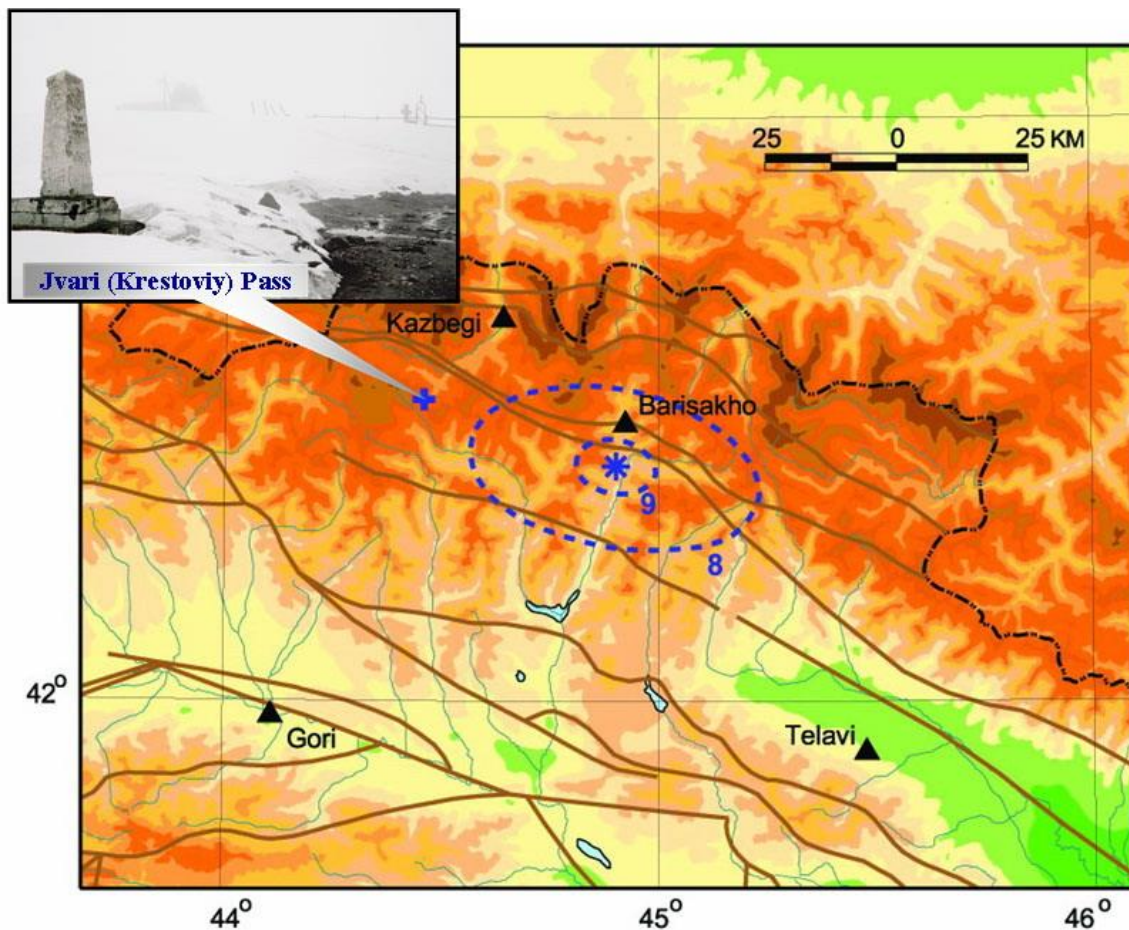 Jvari (Krestoviy) Pass
25 0 25 KM
Kazbegi
Barisakho
9
8
42°
Gori
Telavi
44° 45° 46°